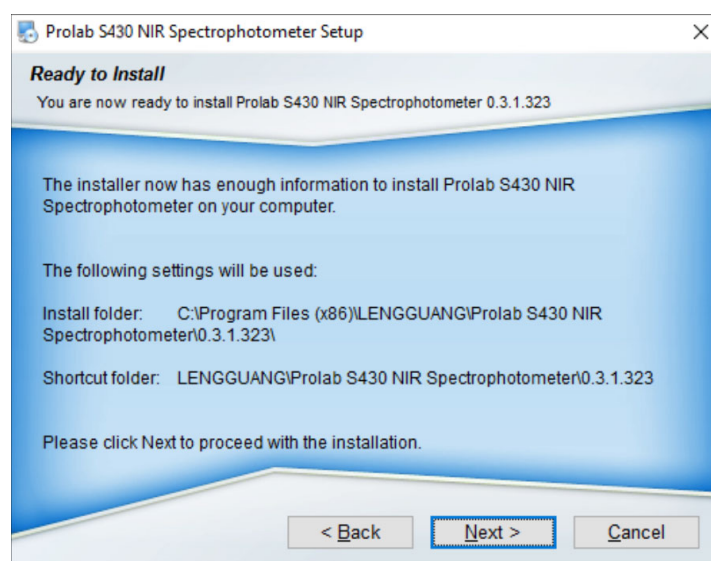 Prolab S430 NIR Spectrophotometer Setup
Ready to Install
You are now ready to install Prolab S430 NIR Spectrophotometer 0.3.1.323
The installer now has enough information to install Prolab S430 NIR
Spectrophotometer on your computer.
The following settings will be used:
Install folder: C:\Program Files (x86)\LENGGUANG\Prolab S430 NIR
Spectrophotometer\0.3.1.323\
Shortcut folder: LENGGUANG\Prolab S430 NIR Spectrophotometer\0.3.1.323
Please click Next to proceed with the installation.
< Back Next > Cancel